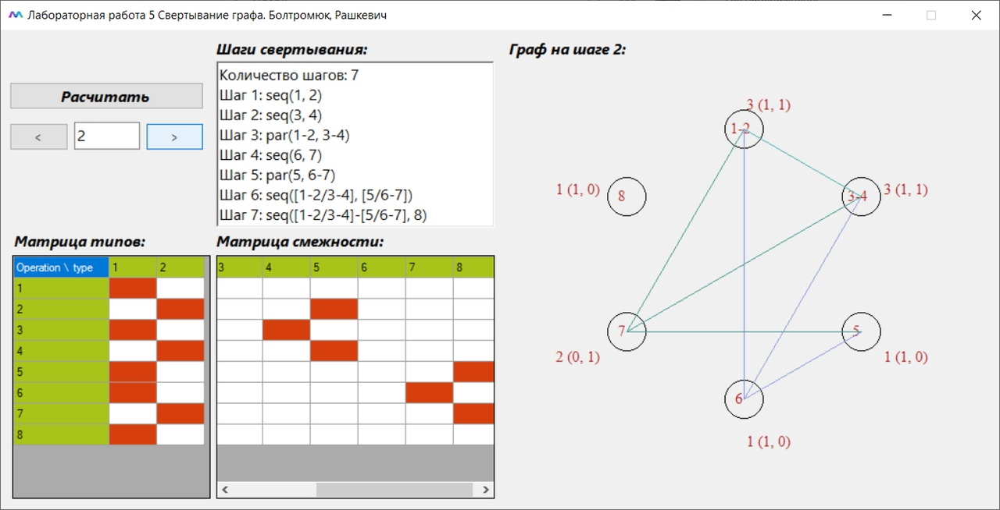 Лабораторная работа 5 Свертывание графа. Болтромюк, Рашкевич
Расчитать
< 2 >
Шаги свертывания:
Количество шагов: 7
Шаг 1: seq(1, 2)
Шаг 2: seq(3, 4)
Шаг 3: par(1-2, 3-4)
Шаг 4: seq(6, 7)
Шаг 5: par(5, 6-7)
Шаг 6: seq([1-2/3-4], [5/6-7])
Шаг 7: seq([1-2/3-4]-[5/6-7], 8)
Матрица типов:
Operation \ type 1 2
1
2
3
4
5
6
7
8
Матрица смежности:
3 4 5 6 7 8
< >
Граф на шаге 2:
3 (1, 1)
1-2
1 (1, 0) 8
3-4 3 (1, 1)
7
5
2 (0, 1)
1 (1, 0)
6
1 (1, 0)